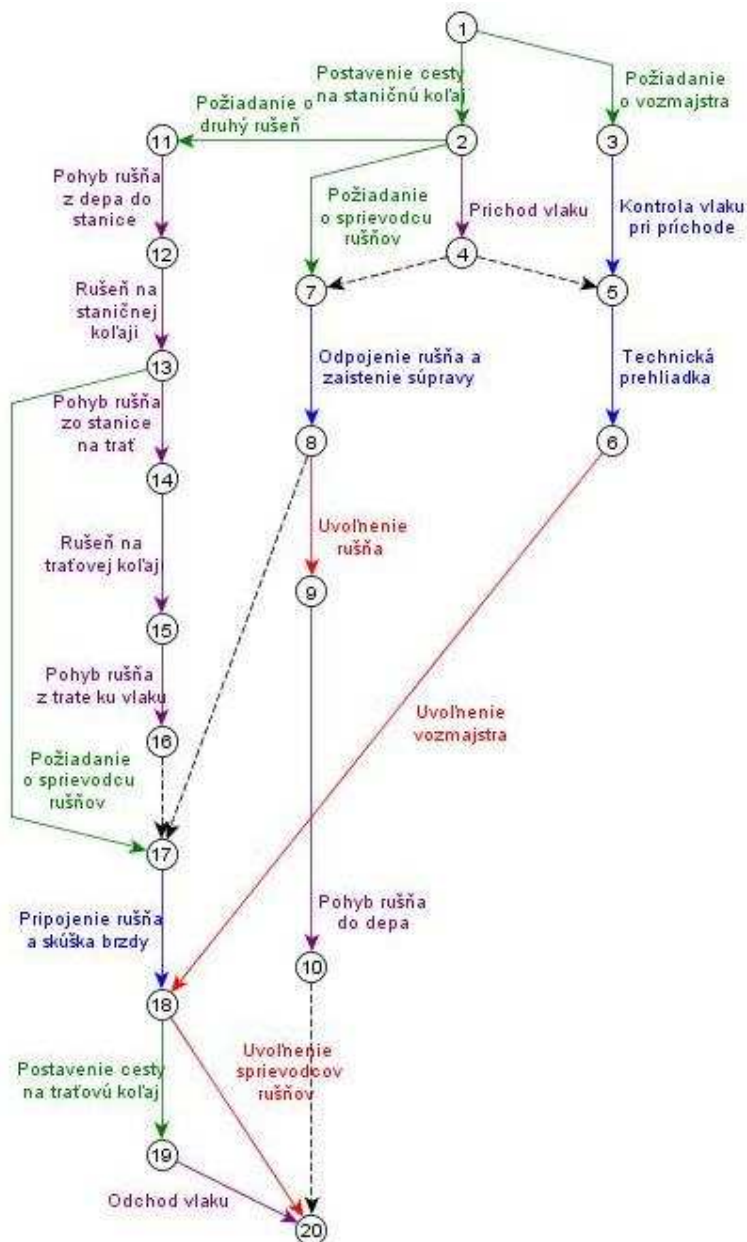 1
Postavenie cesty
na staničnú koľaj
Požiadanie
o vozmajstra
Požiadanie o
druhý rušeň
11
2
3
Pohyb rušňa
z depa do
stanice
Požiadanie
o sprievodcu
rušňov
Prichod vlaku
Kontrola vlaku
pri príchode
12
4
7
5
Rušeň na
staničnej
koľaji
13
Odpojenie rušňa a
zaistenie súpravy
Technická
prehliadka
Pohyb rušňa
zo stanice
na trať
8
6
14
Uvoľnenie
rušňa
Rušeň na
traťovej koľaj
9
15
Pohyb rušňa
z trate ku vlaku
Uvoľnenie
vozmajstra
16
Požiadanie
o sprievodcu
rušňov
17
Pripojenie rušňa
a skúška brzdy
Pohyb rušňa
do depa
10
18
Postavenie cesty
na traťovú koľaj
Uvoľnenie
sprievodcov
rušňov
19
Odchod vlaku
20